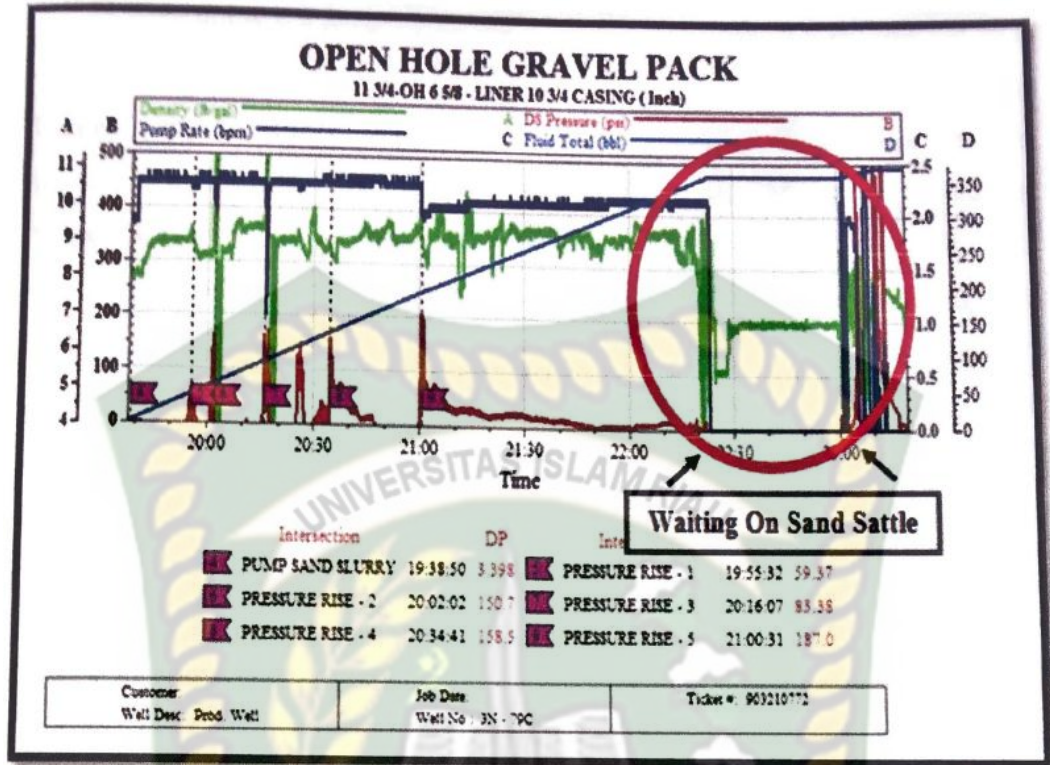 OPEN HOLE GRAVEL PACK
11 3/4-OH 6 5/8 - LINER 10 3/4 CASING ( Inch)
Density (lb/gal) A DS Pressure (psi) B
Pump Rate (bpm) C Fluid Total (bbl) D
A B C D
11 500 2.5
10 400 2.0 350
9 300 1.5 300
8 200 1.0 250
7 100 0.5 200
6 0 0.0 150
5 100
4 50
0
20:00 20:30 21:00 21:30 22:00
Time
UNIVERSITAS ISLAM RIAU
Waiting On Sand Sattle
Intersection DP
PUMP SAND SLURRY 19:38:50 3.398 PRESSURE RISE - 1 19:55:32 59.37
PRESSURE RISE - 2 20:02:02 150.7 PRESSURE RISE - 3 20:16:07 83.38
PRESSURE RISE - 4 20:34:41 158.5 PRESSURE RISE - 5 21:00:31 187.0
Customer Job Date: Ticket #: 903210772
Well Desc: Prod. Well Well No :